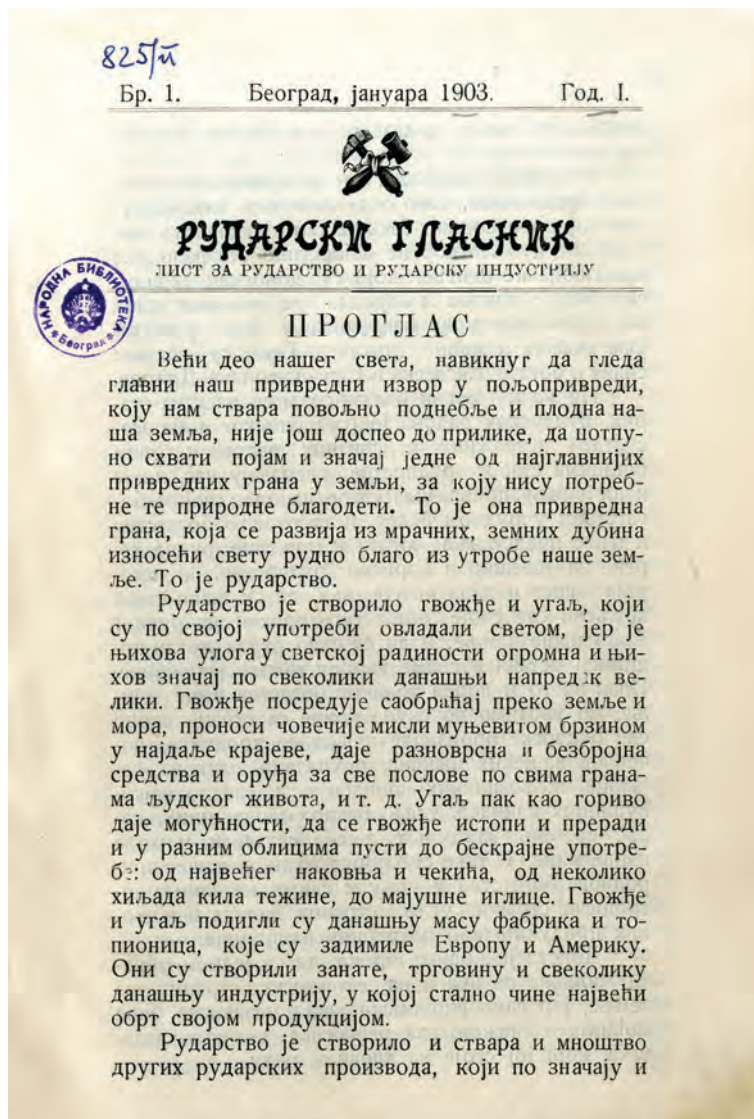 825/II
Бр. 1. Београд, јануара 1903. Год. I.
РУДАРСКИ ГЛАСНИК
ЛИСТ ЗА РУДАРСТВО И РУДАРСКУ ИНДУСТРИЈУ
НАРОДНА БИБЛИОТЕКА
Београд
ПРОГЛАС
Већи део нашег света, навикнут да гледа
главни наш привредни извор у пољопривреди,
коју нам ствара повољно поднебље и плодна на-
ша земља, није још доспео до прилике, да потпу-
но схвати појам и значај једне од најглавнијих
привредних грана у земљи, за коју нису потреб-
не те природне благодети. То је она привредна
грана, која се развија из мрачних, земних дубина
износећи свету рудно благо из утробе наше зем-
ље. То је рударство.
Рударство је створило гвожђе и угаљ, који
су по својој употреби овладали светом, јер је
њихова улога у светској радиности огромна и њи-
хов значај по свеколики данашњи напредак ве-
лики. Гвожђе посредује саобраћај преко земље и
мора, проноси човечије мисли муњевитом брзином
у најдаље крајеве, даје разноврсна и безбројна
средства и оруђа за све послове по свима грана-
ма људског живота, и т. д. Угаљ пак као гориво
даје могућности, да се гвожђе истопи и преради
и у разним облицима пусти до бескрајне употре-
бе: од највећег наковња и чекића, од неколико
хиљада кила тежине, до мајушне иглице. Гвожђе
и угаљ подигли су данашњу масу фабрика и то-
пионица, које су задимиле Европу и Америку.
Они су створили занате, трговину и свеколику
данашњу индустрију, у којој стално чине највећи
обрт својом продукцијом.
Рударство је створило и ствара и мноштво
других рударских производа, који по значају и